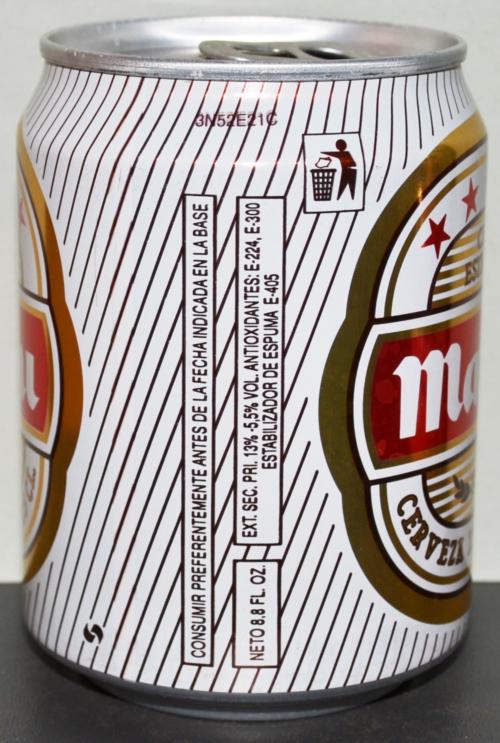 3N52E21C
CONSUMIR PREFERENTEMENTE ANTES DE LA FECHA INDICADA EN LA BASE
EXT. SEC. PRI. 13% -5,5% VOL. ANTIOXIDANTES: E-224, E-300
ESTABILIZADOR DE ESPUMA E-405
NETO 8.8 FL. OZ.
Ma
CERVEZA